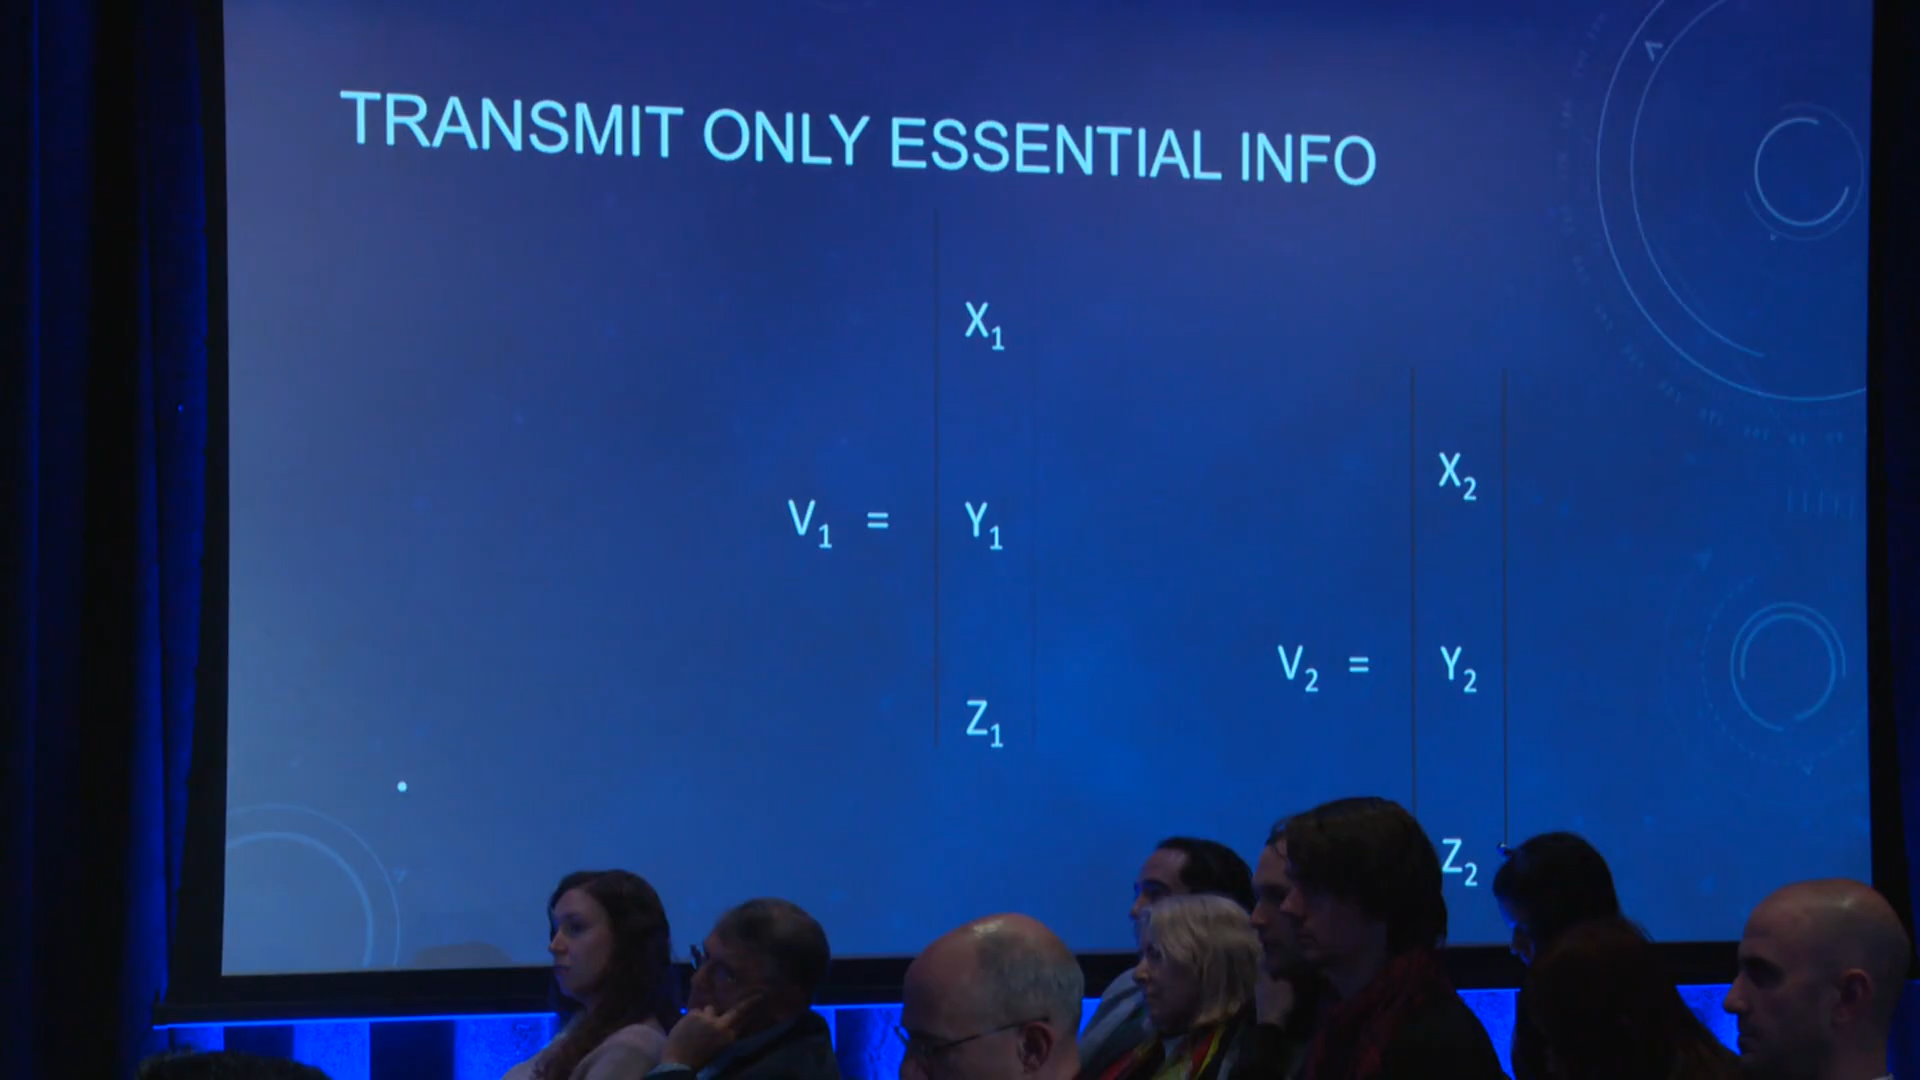 TRANSMIT ONLY ESSENTIAL INFO
X₁
V₁ = Y₁
Z₁
X₂
V₂ = Y₂
Z₂